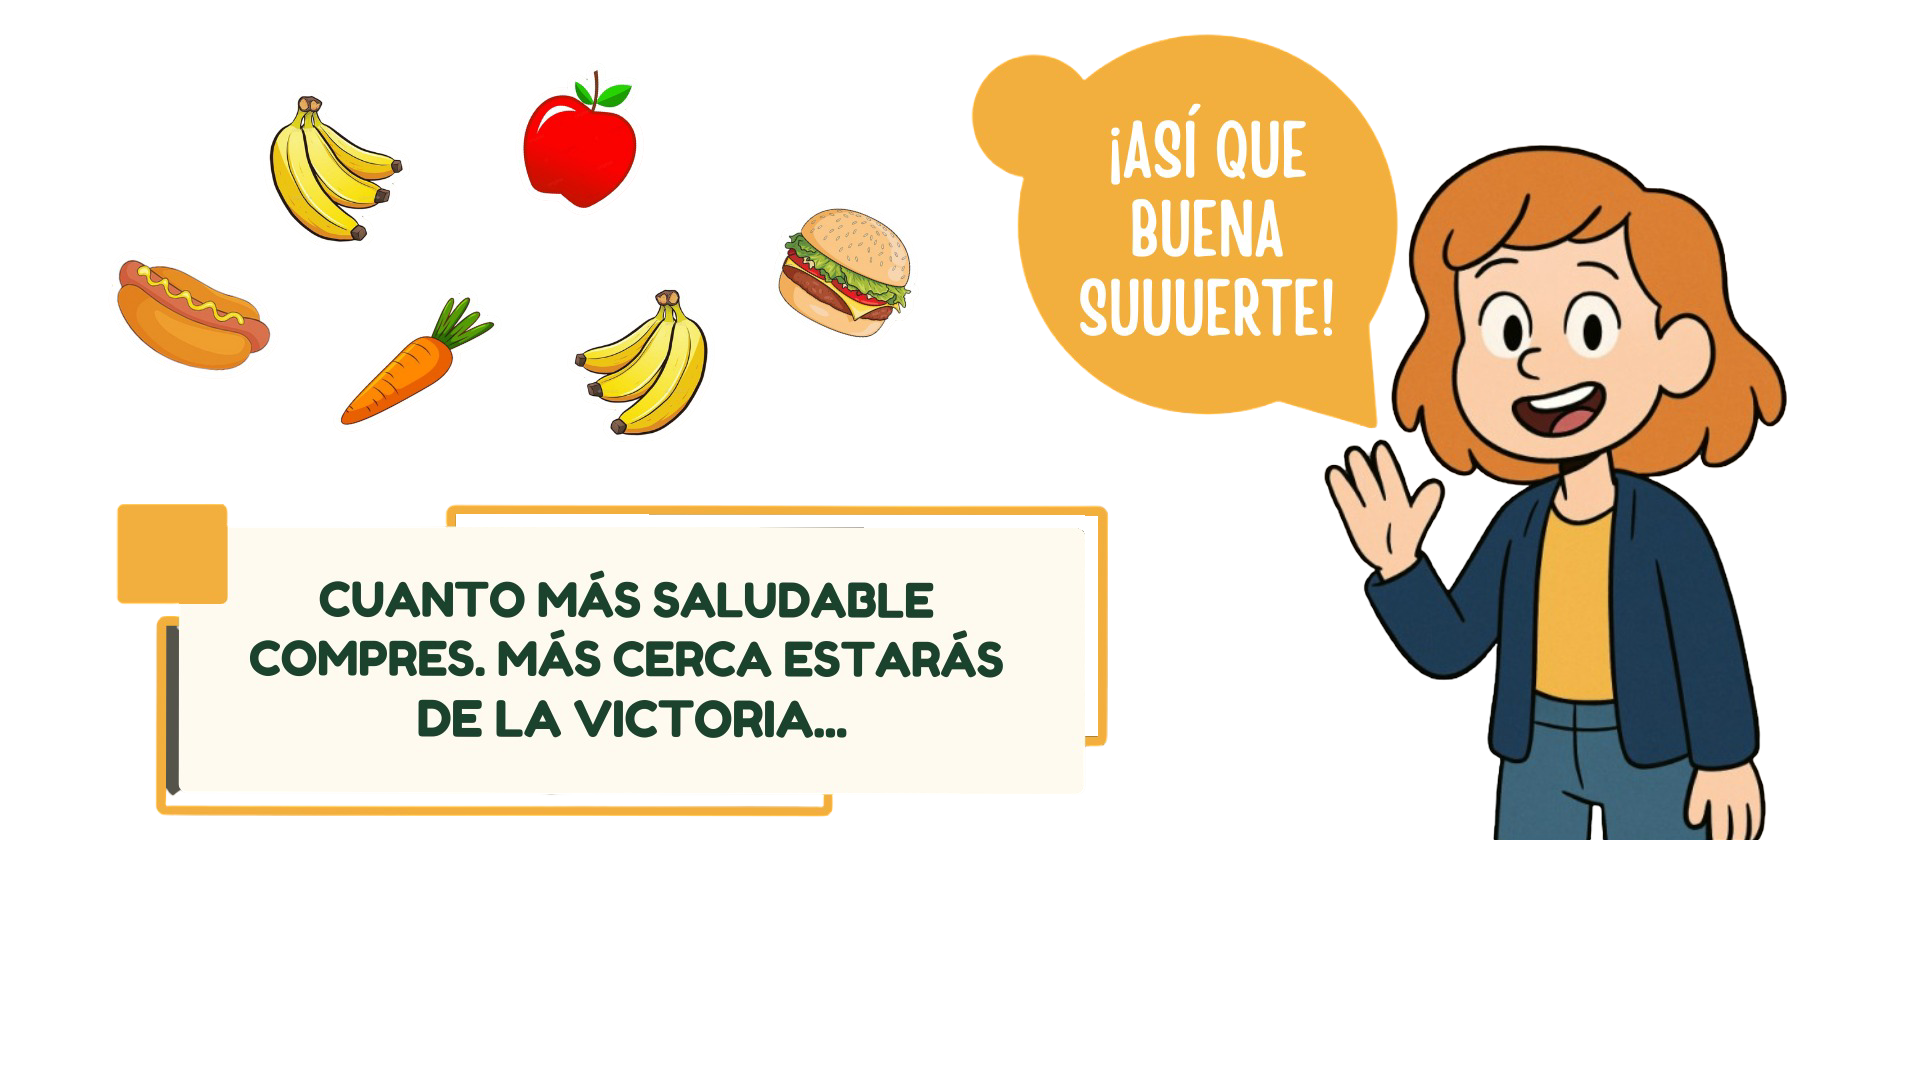 ¡ASÍ QUE
BUENA
SUUUERTE!
CUANTO MÁS SALUDABLE
COMPRES. MÁS CERCA ESTARÁS
DE LA VICTORIA...